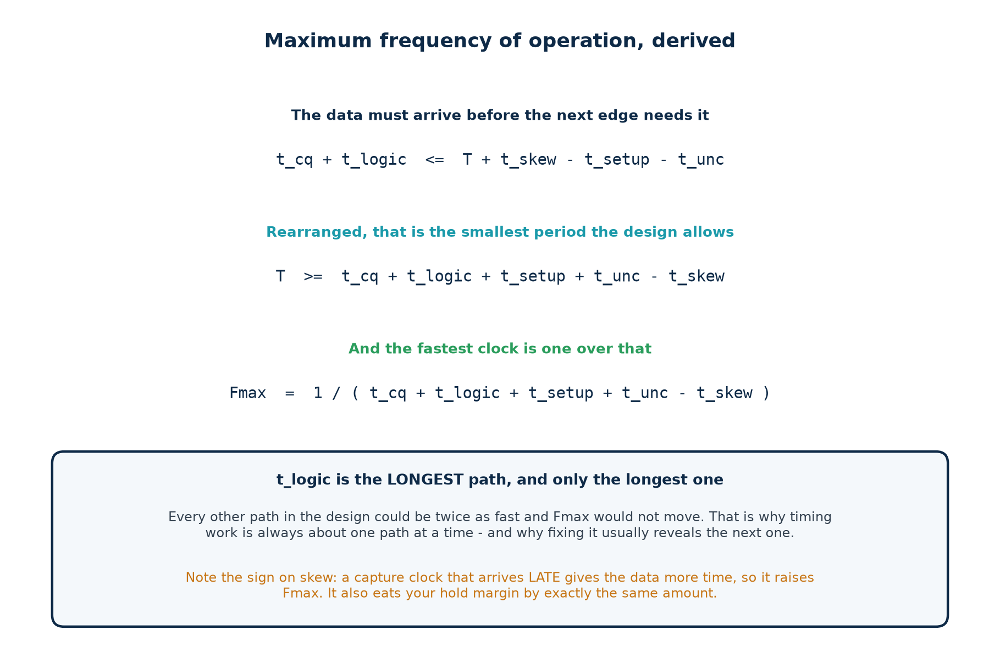 Maximum frequency of operation, derived
The data must arrive before the next edge needs it
t_cq + t_logic  <=  T + t_skew - t_setup - t_unc
Rearranged, that is the smallest period the design allows
T  >=  t_cq + t_logic + t_setup + t_unc - t_skew
And the fastest clock is one over that
Fmax  =  1 / ( t_cq + t_logic + t_setup + t_unc - t_skew )
t_logic is the LONGEST path, and only the longest one
Every other path in the design could be twice as fast and Fmax would not move. That is why timing
work is always about one path at a time - and why fixing it usually reveals the next one.
Note the sign on skew: a capture clock that arrives LATE gives the data more time, so it raises
Fmax. It also eats your hold margin by exactly the same amount.